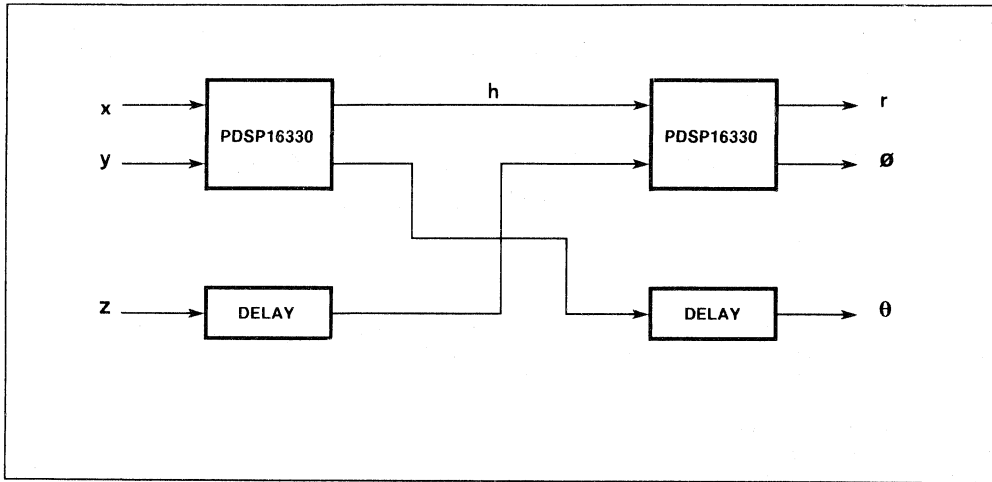 x
h
r
PDSP16330
PDSP16330
y
ø
z
DELAY
DELAY
θ